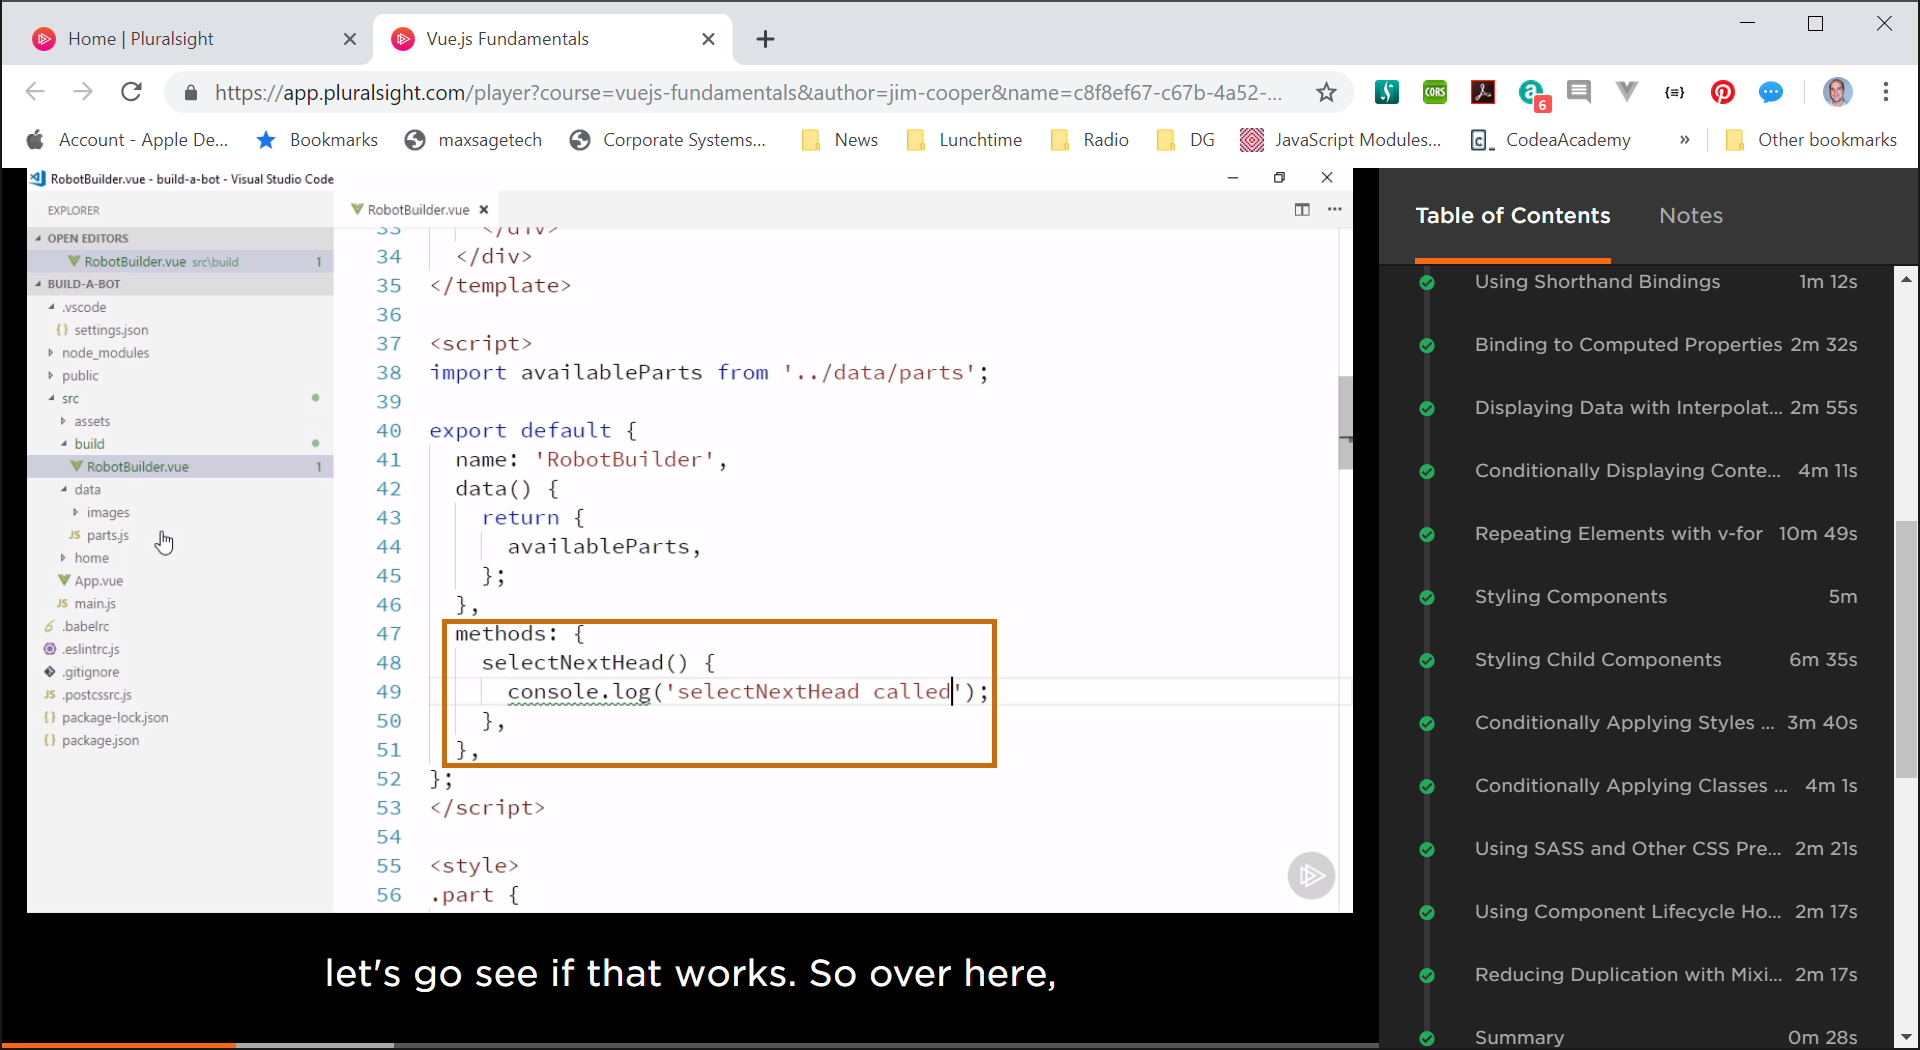 Home | Pluralsight
Vue.js Fundamentals
https://app.pluralsight.com/player?course=vuejs-fundamentals&author=jim-cooper&name=c8f8ef67-c67b-4a52-...
CORS
6
Account - Apple De...
Bookmarks
maxsagetech
Corporate Systems...
News
Lunchtime
Radio
DG
JavaScript Modules...
CodeaAcademy
»
Other bookmarks
RobotBuilder.vue - build-a-bot - Visual Studio Code
EXPLORER
OPEN EDITORS
RobotBuilder.vue src\build 1
BUILD-A-BOT
.vscode
{} settings.json
node_modules
public
src
assets
build
RobotBuilder.vue 1
data
images
JS parts.js
home
App.vue
JS main.js
.babelrc
.eslintrc.js
.gitignore
JS .postcssrc.js
{} package-lock.json
{} package.json
RobotBuilder.vue
33 </div>
34 </div>
35 </template>
36
37 <script>
38 import availableParts from '../data/parts';
39
40 export default {
41 name: 'RobotBuilder',
42 data() {
43 return {
44 availableParts,
45 };
46 },
47 methods: {
48 selectNextHead() {
49 console.log('selectNextHead called');
50 },
51 },
52 };
53 </script>
54
55 <style>
56 .part {
let's go see if that works. So over here,
Table of Contents
Notes
Using Shorthand Bindings 1m 12s
Binding to Computed Properties 2m 32s
Displaying Data with Interpolat... 2m 55s
Conditionally Displaying Conte... 4m 11s
Repeating Elements with v-for 10m 49s
Styling Components 5m
Styling Child Components 6m 35s
Conditionally Applying Styles ... 3m 40s
Conditionally Applying Classes ... 4m 1s
Using SASS and Other CSS Pre... 2m 21s
Using Component Lifecycle Ho... 2m 17s
Reducing Duplication with Mixi... 2m 17s
Summary 0m 28s